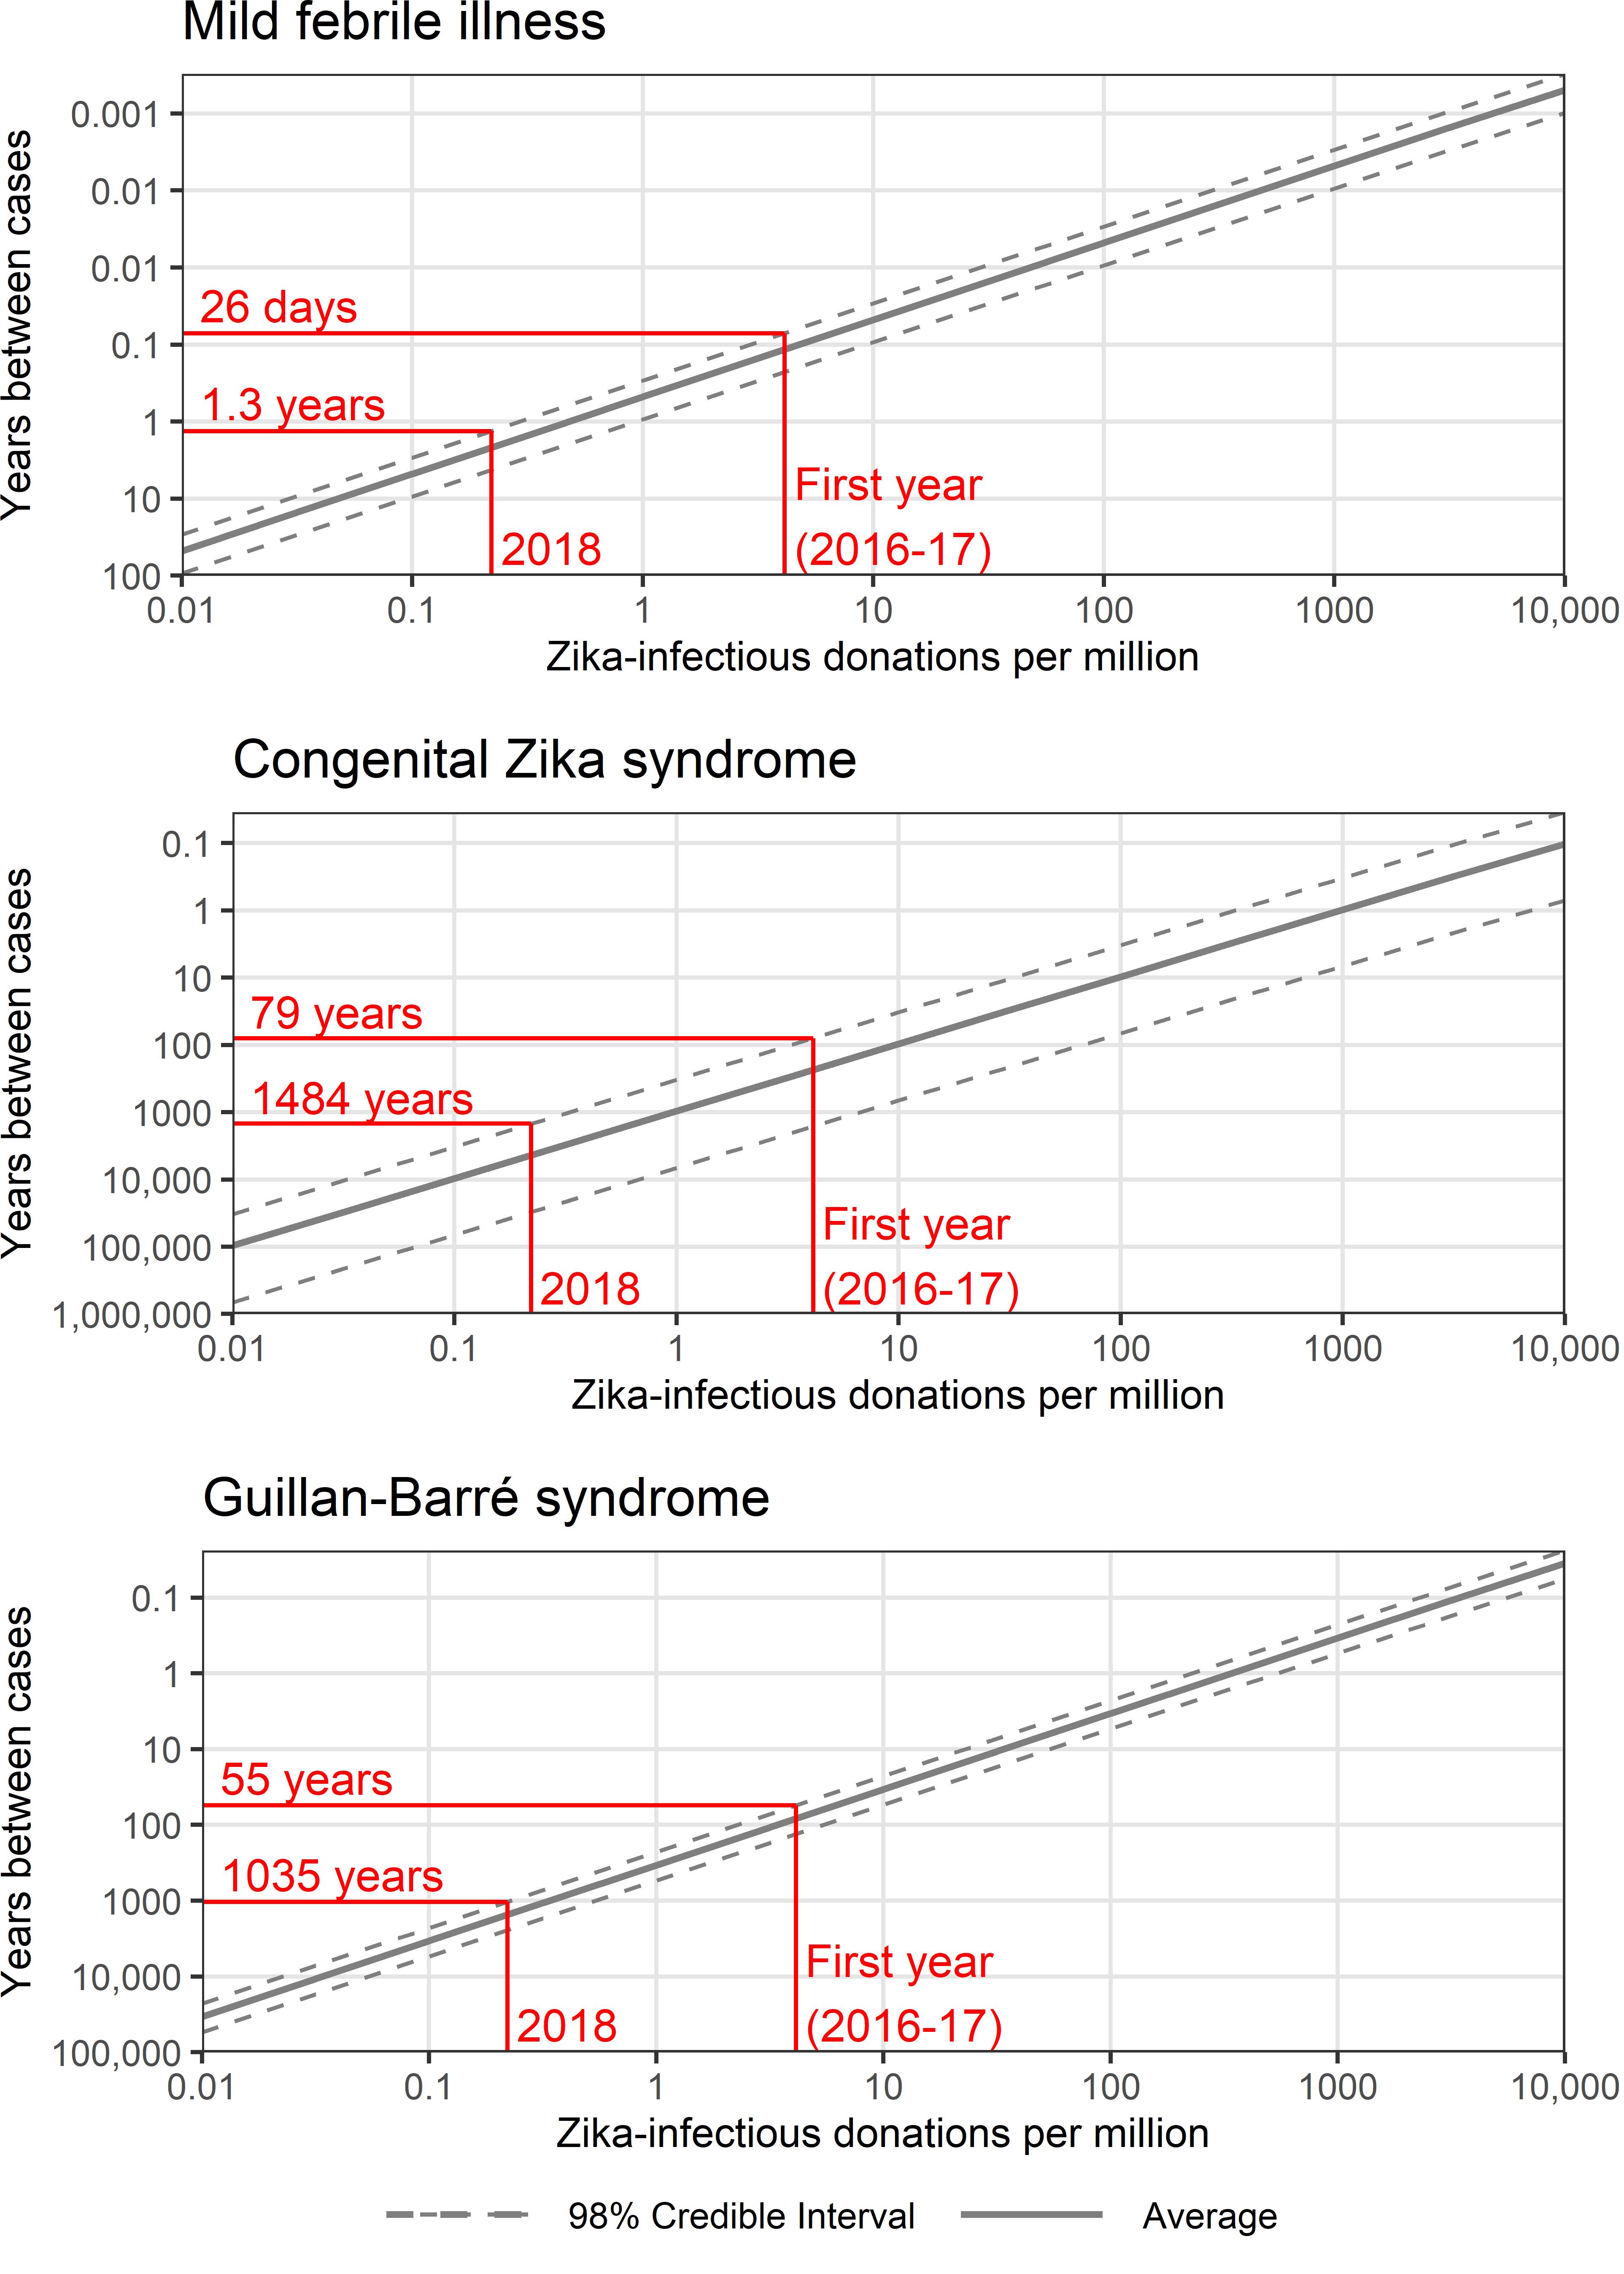 Mild febrile illness
Years between cases
0.001
0.01
0.01
0.1
1
10
100
26 days
1.3 years
2018
First year
(2016-17)
0.01 0.1 1 10 100 1000 10,000
Zika-infectious donations per million
Congenital Zika syndrome
Years between cases
0.1
1
10
100
1000
10,000
100,000
1,000,000
79 years
1484 years
2018
First year
(2016-17)
0.01 0.1 1 10 100 1000 10,000
Zika-infectious donations per million
Guillan-Barré syndrome
Years between cases
0.1
1
10
100
1000
10,000
100,000
55 years
1035 years
2018
First year
(2016-17)
0.01 0.1 1 10 100 1000 10,000
Zika-infectious donations per million
98% Credible Interval Average